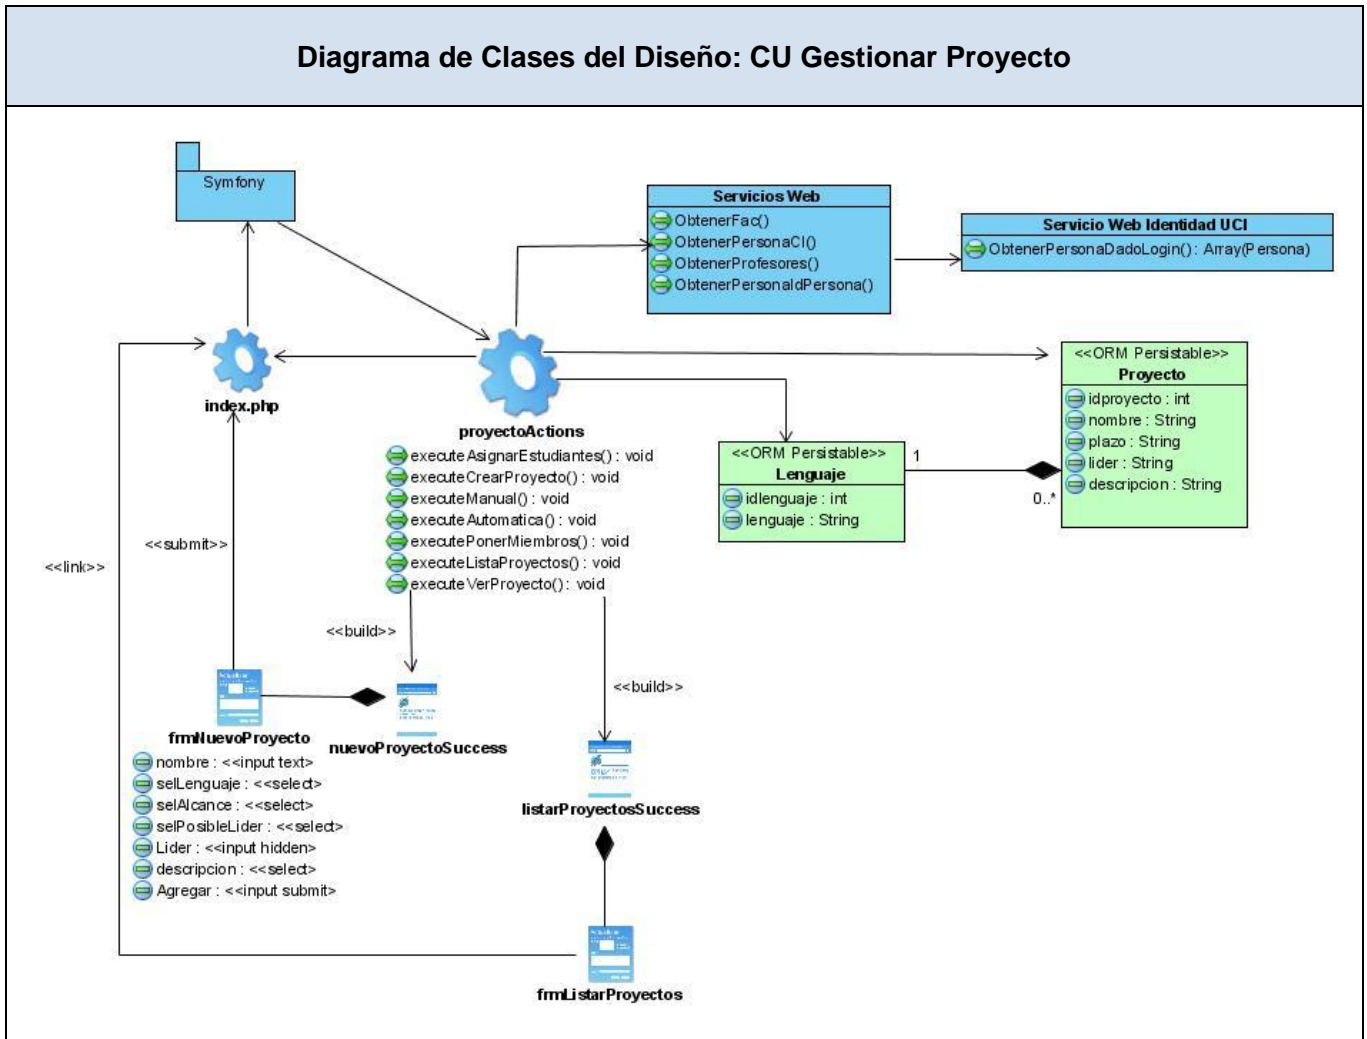 Diagrama de Clases del Diseño: CU Gestionar Proyecto
Symfony
Servicios Web
ObtenerFac()
ObtenerPersonaCI()
ObtenerProfesores()
ObtenerPersonaIdPersona()
Servicio Web Identidad UCI
ObtenerPersonaDadoLogin() : Array(Persona)
index.php
proyectoActions
executeAsignarEstudiantes() : void
executeCrearProyecto() : void
executeManual() : void
executeAutomatica() : void
executePonerMiembros() : void
executeListaProyectos() : void
executeVerProyecto() : void
<<ORM Persistable>>
Proyecto
idproyecto : int
nombre : String
plazo : String
lider : String
descripcion : String
<<ORM Persistable>>
Lenguaje
idlenguaje : int
lenguaje : String
1
0..*
<<submit>>
<<link>>
<<build>>
<<build>>
frmNuevoProyecto
nombre : <<input text>
selLenguaje : <<select>
selAlcance : <<select>
selPosibleLider : <<select>
Lider : <<input hidden>
descripcion : <<select>
Agregar : <<input submit>
nuevoProyectoSuccess
listarProyectosSuccess
frmListarProyectos